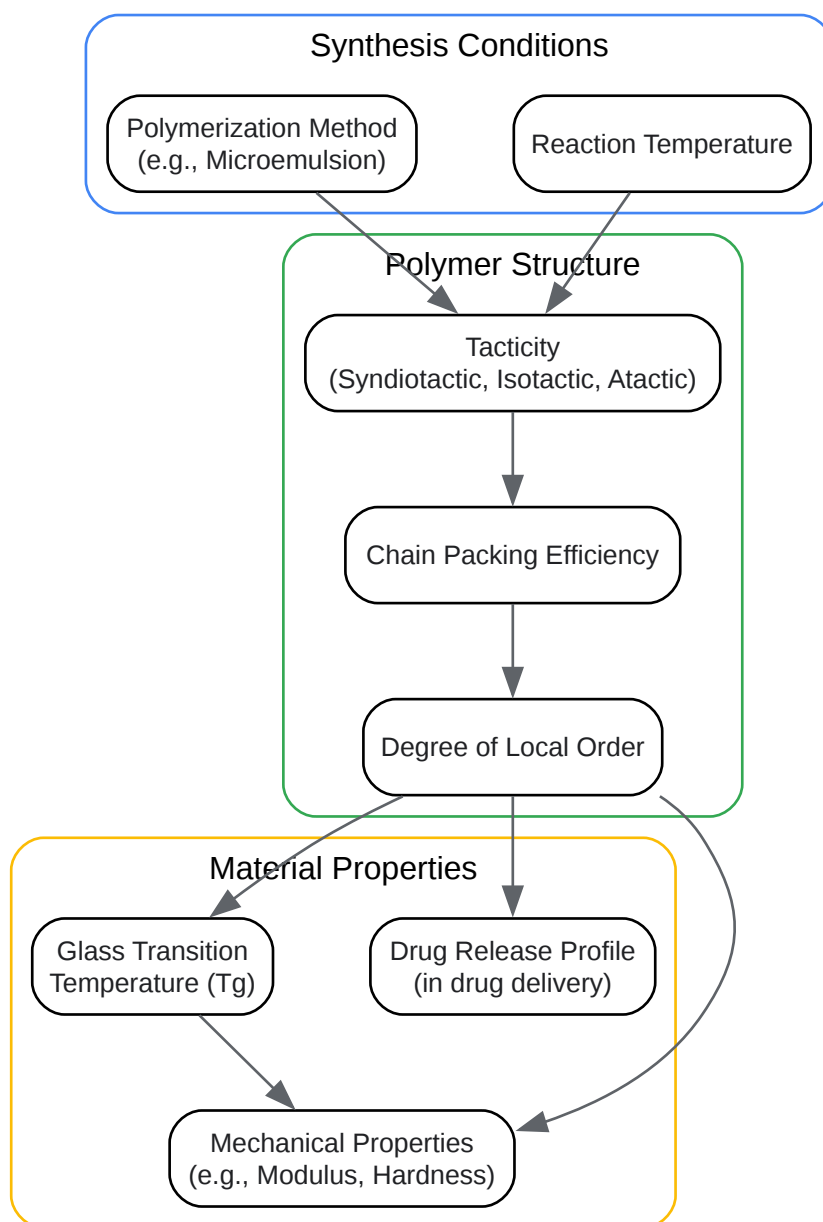 Synthesis Conditions
Polymerization Method
(e.g., Microemulsion)
Reaction Temperature
Polymer Structure
Tacticity
(Syndiotactic, Isotactic, Atactic)
Chain Packing Efficiency
Degree of Local Order
Material Properties
Glass Transition
Temperature (Tg)
Drug Release Profile
(in drug delivery)
Mechanical Properties
(e.g., Modulus, Hardness)